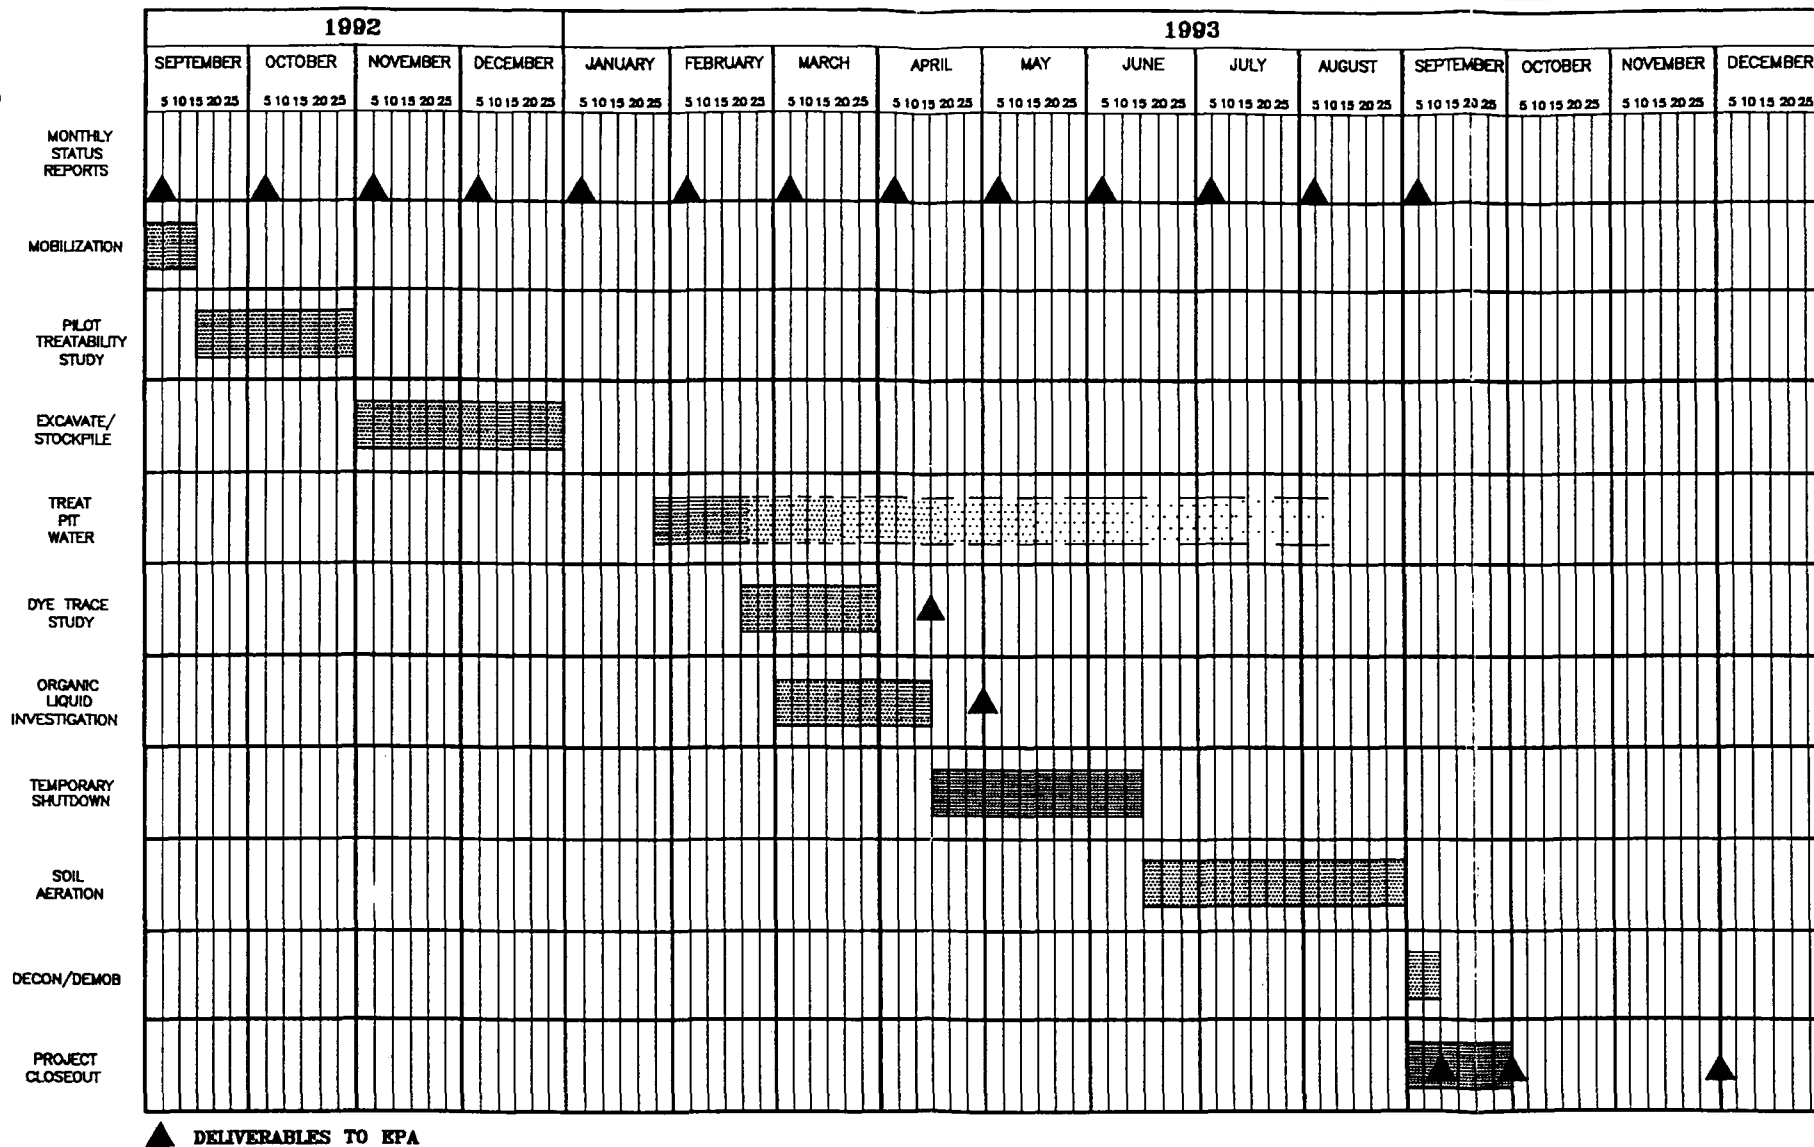 1992 1993
SEPTEMBER OCTOBER NOVEMBER DECEMBER JANUARY FEBRUARY MARCH APRIL MAY JUNE JULY AUGUST SEPTEMBER OCTOBER NOVEMBER DECEMBER
5 10 15 20 25 5 10 15 20 25 5 10 15 20 25 5 10 15 20 25 5 10 15 20 25 5 10 15 20 25 5 10 15 20 25 5 10 15 20 25 5 10 15 20 25 5 10 15 20 25 5 10 15 20 25 5 10 15 20 25 5 10 15 20 25 5 10 15 20 25 5 10 15 20 25 5 10 15 20 25
MONTHLY
STATUS
REPORTS
MOBILIZATION
PILOT
TREATABILITY
STUDY
EXCAVATE/
STOCKPILE
TREAT
PIT
WATER
DYE TRACE
STUDY
ORGANIC
LIQUID
INVESTIGATION
TEMPORARY
SHUTDOWN
SOIL
AERATION
DECON/DEMOB
PROJECT
CLOSEOUT
DELIVERABLES TO EPA